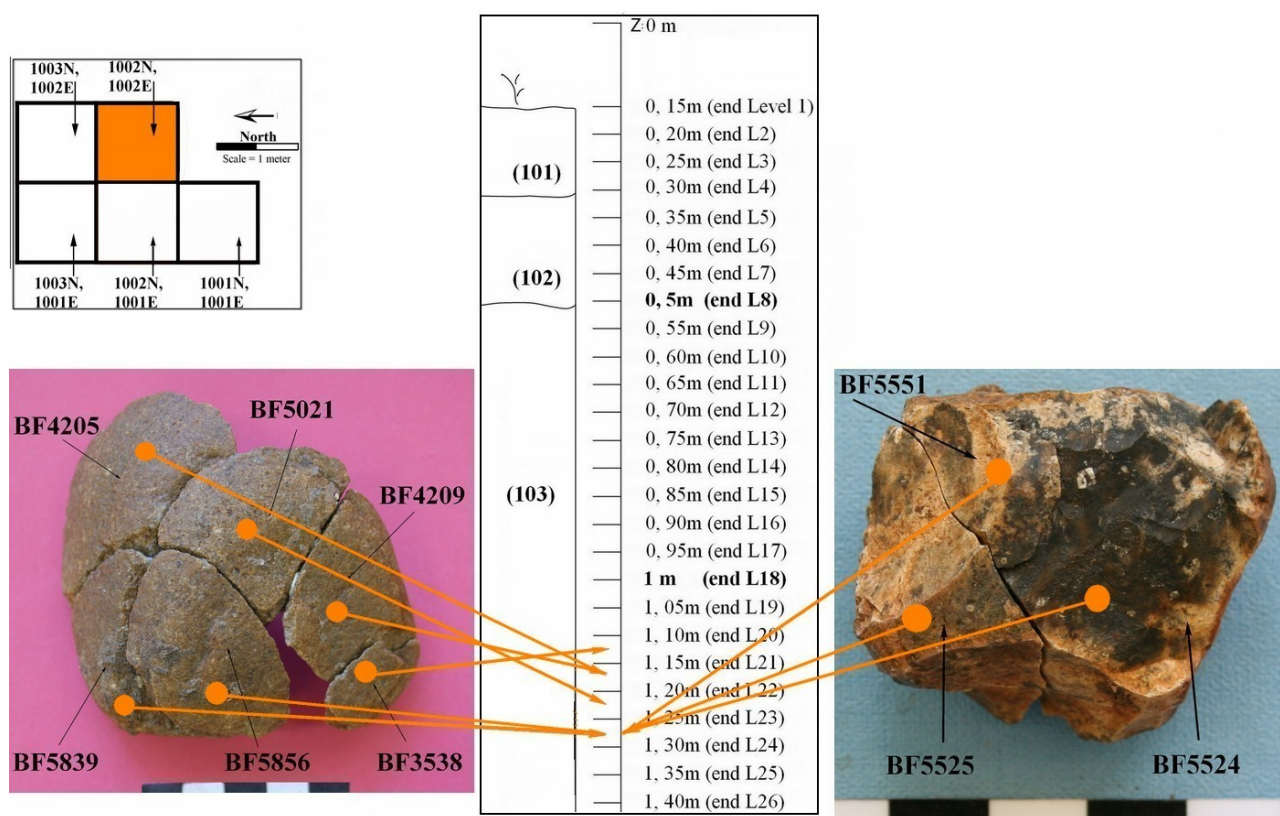 1003N,
1002E
1002N,
1002E
North
Scale = 1 meter
1003N,
1001E
1002N,
1001E
1001N,
1001E
Z:0 m
0, 15m (end Level 1)
0, 20m (end L2)
0, 25m (end L3)
0, 30m (end L4)
0, 35m (end L5)
0, 40m (end L6)
0, 45m (end L7)
0, 5m (end L8)
0, 55m (end L9)
0, 60m (end L10)
0, 65m (end L11)
0, 70m (end L12)
0, 75m (end L13)
0, 80m (end L14)
0, 85m (end L15)
0, 90m (end L16)
0, 95m (end L17)
1 m (end L18)
1, 05m (end L19)
1, 10m (end L20)
1, 15m (end L21)
1, 20m (end L22)
1, 25m (end L23)
1, 30m (end L24)
1, 35m (end L25)
1, 40m (end L26)
(101)
(102)
(103)
BF4205
BF5021
BF4209
BF5839
BF5856
BF3538
BF5551
BF5525
BF5524